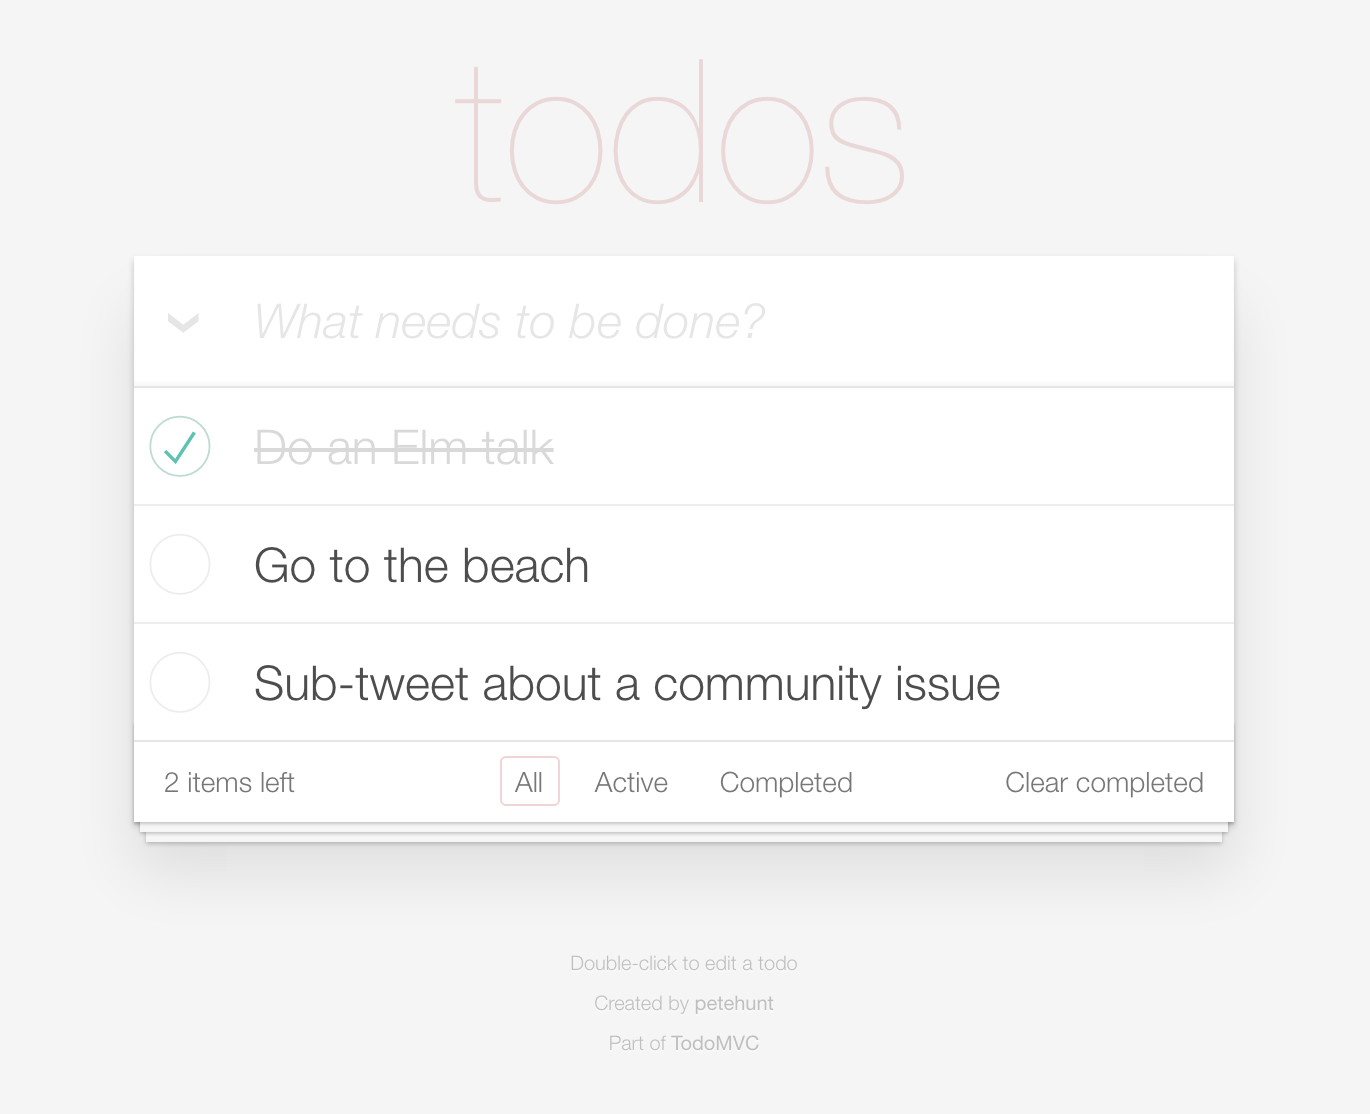 todos
What needs to be done?
Do an Elm talk
Go to the beach
Sub-tweet about a community issue
2 items left All Active Completed Clear completed
Double-click to edit a todo
Created by petehunt
Part of TodoMVC